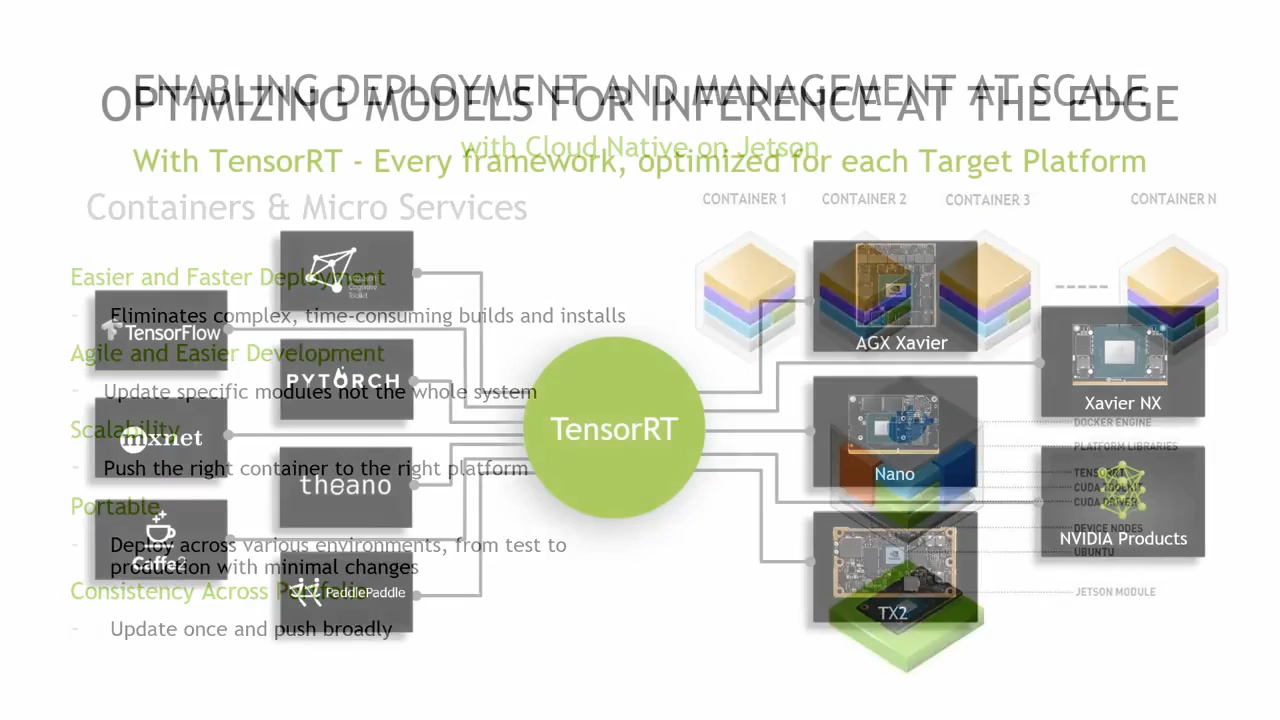 ENABLING DEPLOYMENT AND MANAGEMENT AT SCALE
OPTIMIZING MODELS FOR INFERENCE AT THE EDGE
with Cloud Native on Jetson
With TensorRT - Every framework, optimized for each Target Platform
Containers & Micro Services
CONTAINER 1
CONTAINER 2
CONTAINER 3
CONTAINER N
Easier and Faster Deployment
- Eliminates complex, time-consuming builds and installs
Agile and Easier Development
- Update specific modules not the whole system
Scalability
- Push the right container to the right platform
Portable
- Deploy across various environments, from test to
production with minimal changes
Consistency Across Portfolio
- Update once and push broadly
Cognitive
Toolkit
TensorFlow
PYTORCH
mxnet
theano
Caffe2
PaddlePaddle
TensorRT
AGX Xavier
Xavier NX
Nano
NVIDIA Products
TX2
DOCKER ENGINE
PLATFORM LIBRARIES
TENSORRT
CUDA TOOLKIT
CUDA DRIVER
DEVICE NODES
UBUNTU
JETSON MODULE